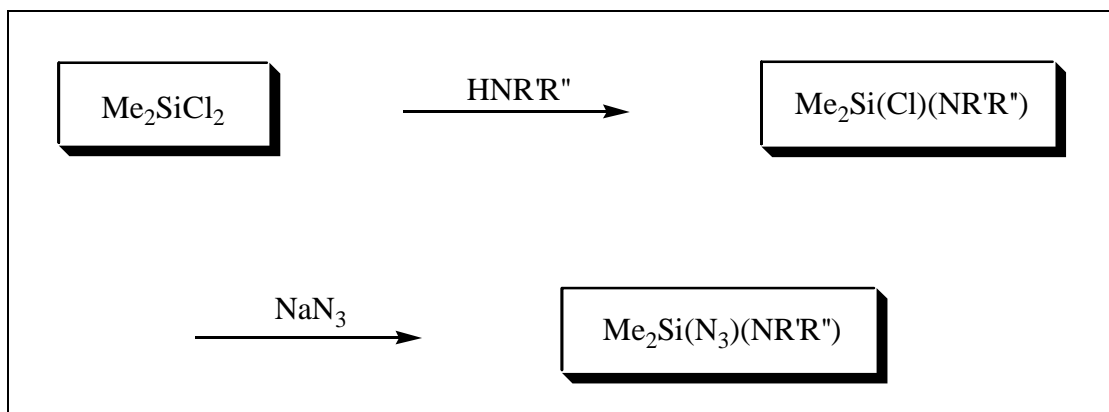 HNR'R"
Me₂SiCl₂
Me₂Si(Cl)(NR'R")
NaN₃
Me₂Si(N₃)(NR'R")